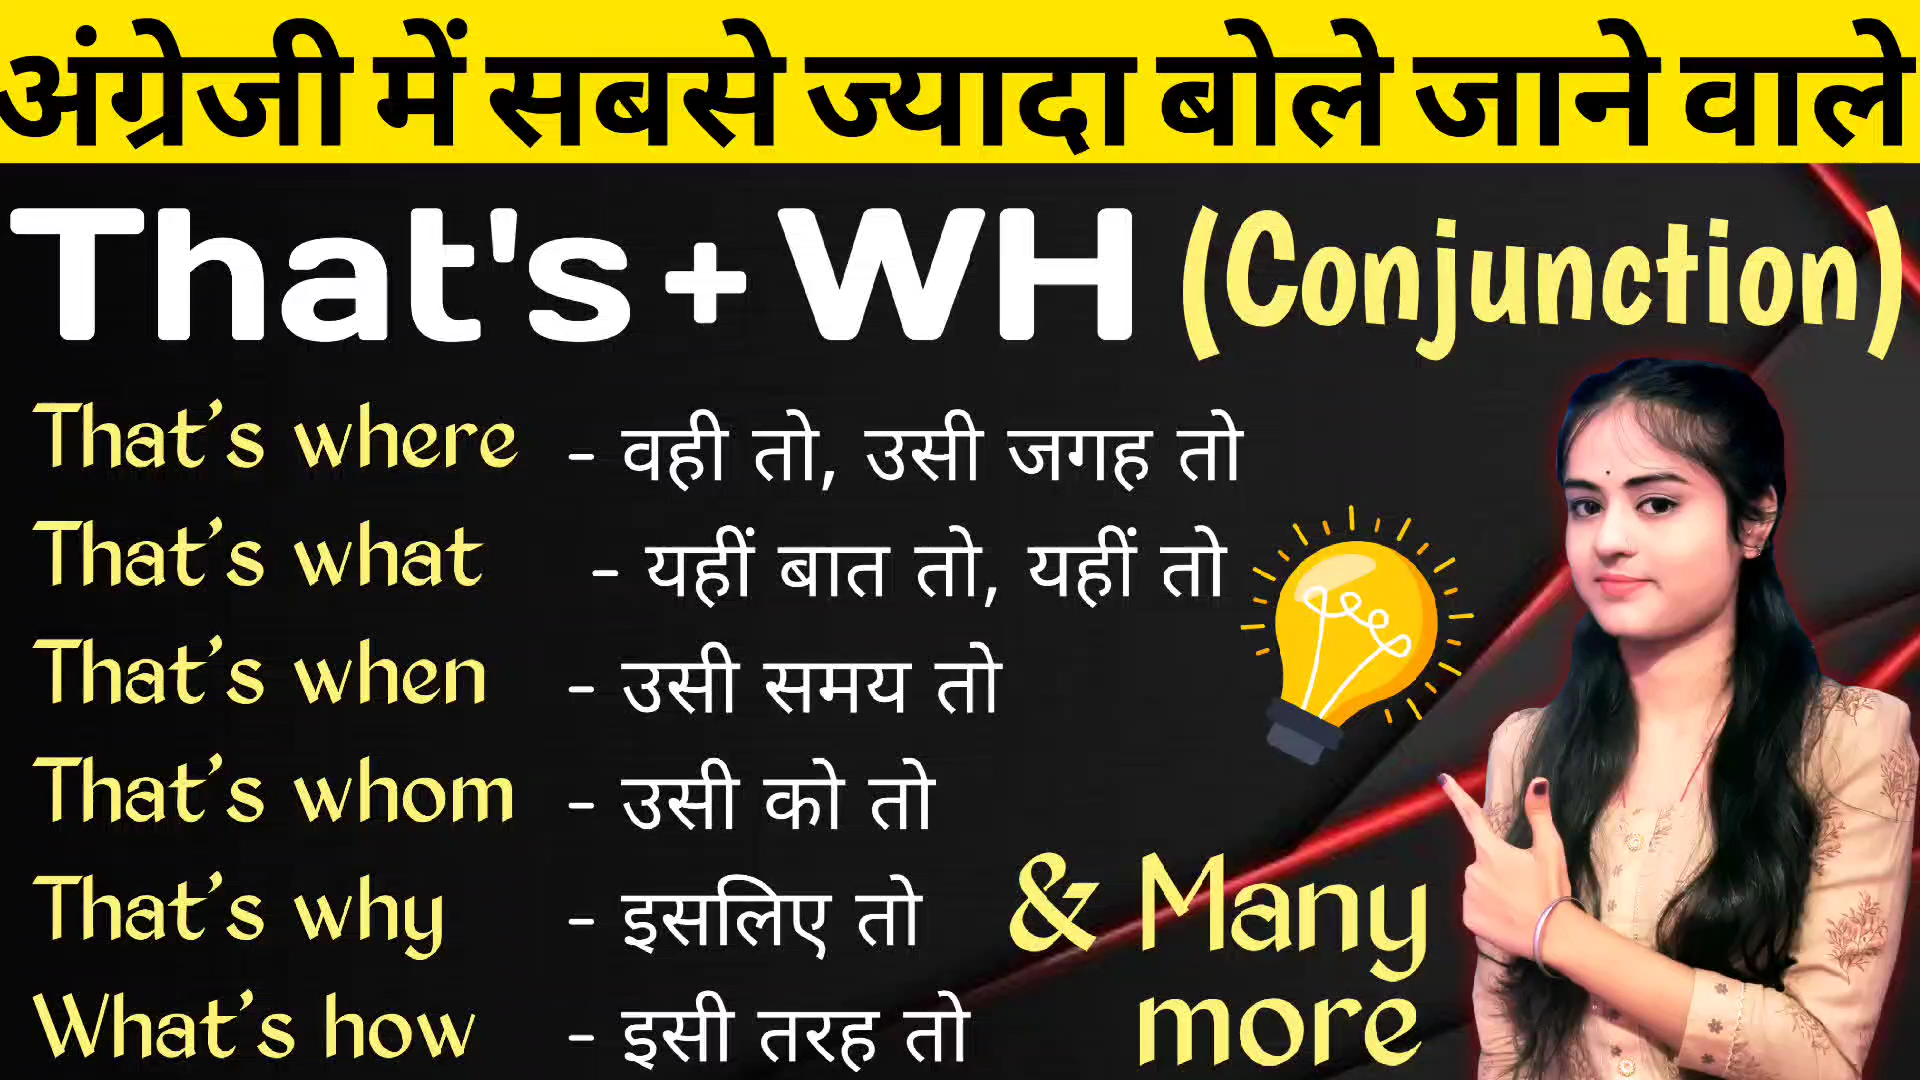 अंग्रेजी में सबसे ज्यादा बोले जाने वाले
That's + WH (Conjunction)
That's where - वही तो, उसी जगह तो
That's what - यहीं बात तो, यहीं तो
That's when - उसी समय तो
That's whom - उसी को तो
That's why - इसलिए तो
What's how - इसी तरह तो
& Many
more